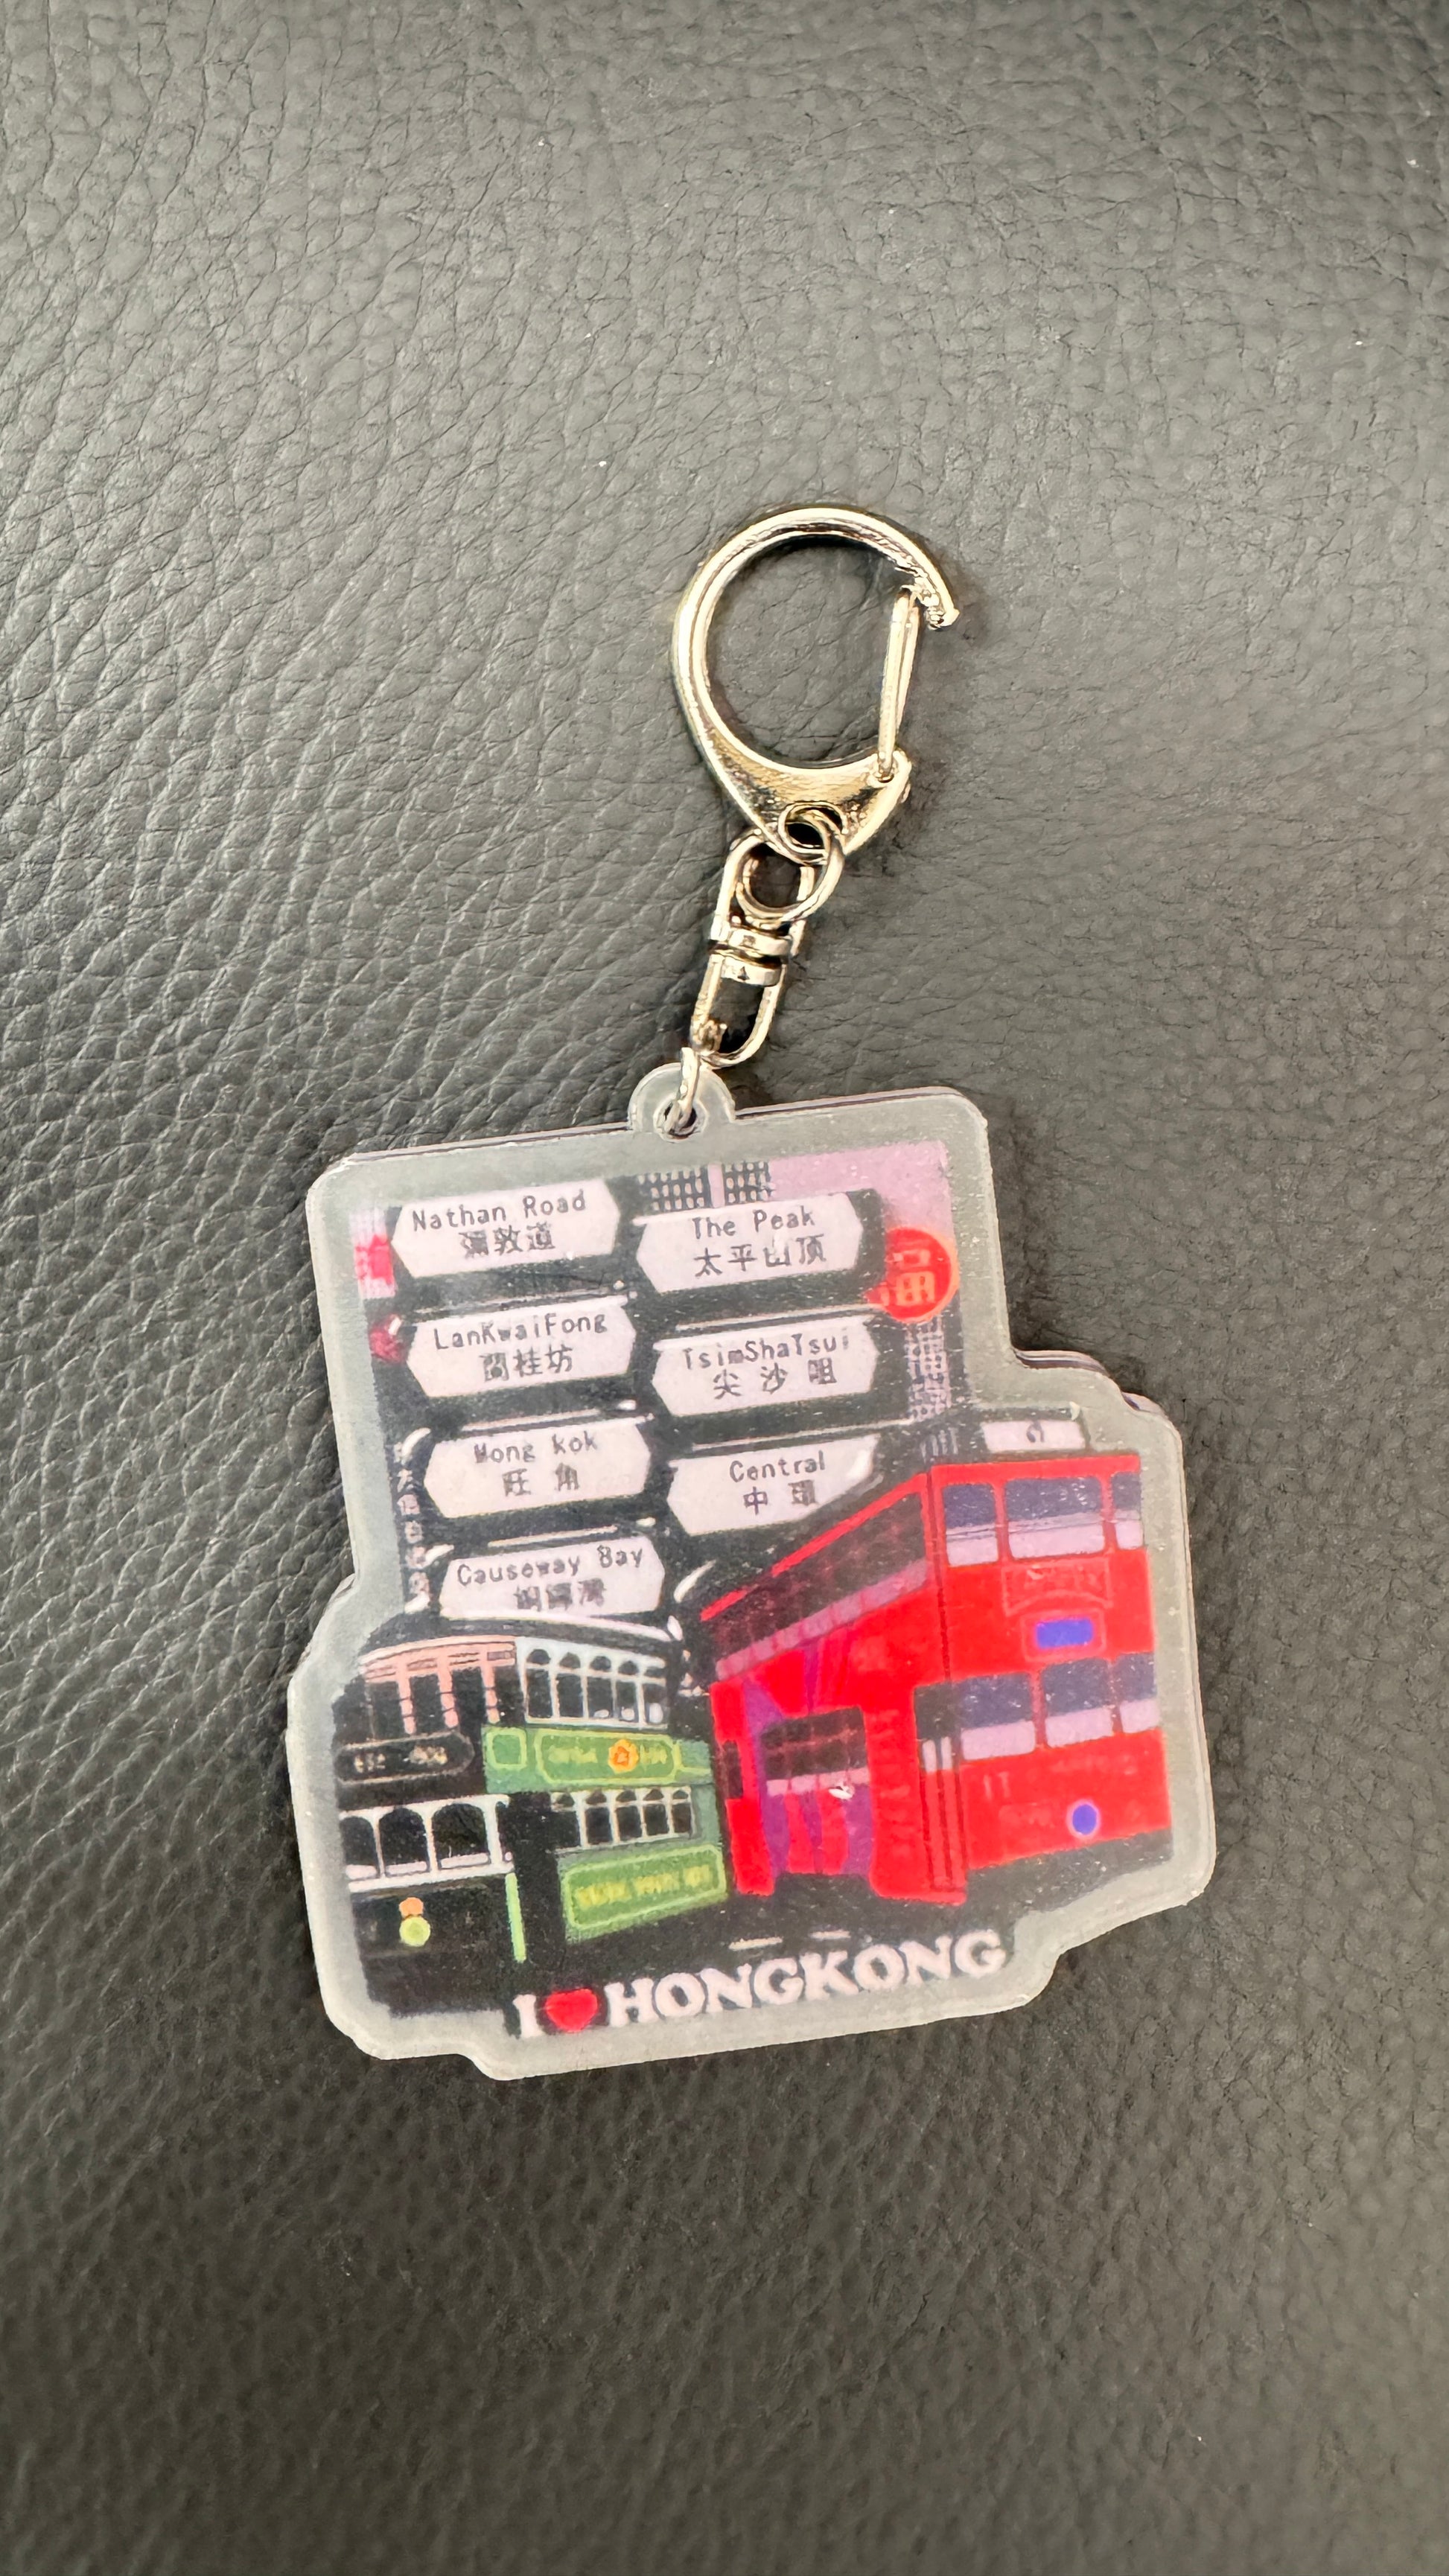 Nathan Road
彌敦道
The Peak
太平山顶
LanKwaiFong
蘭桂坊
TsimShaTsui
尖沙咀
Mong kok
旺角
Central
中環
Causeway Bay
銅鑼灣
I ❤ HONGKONG